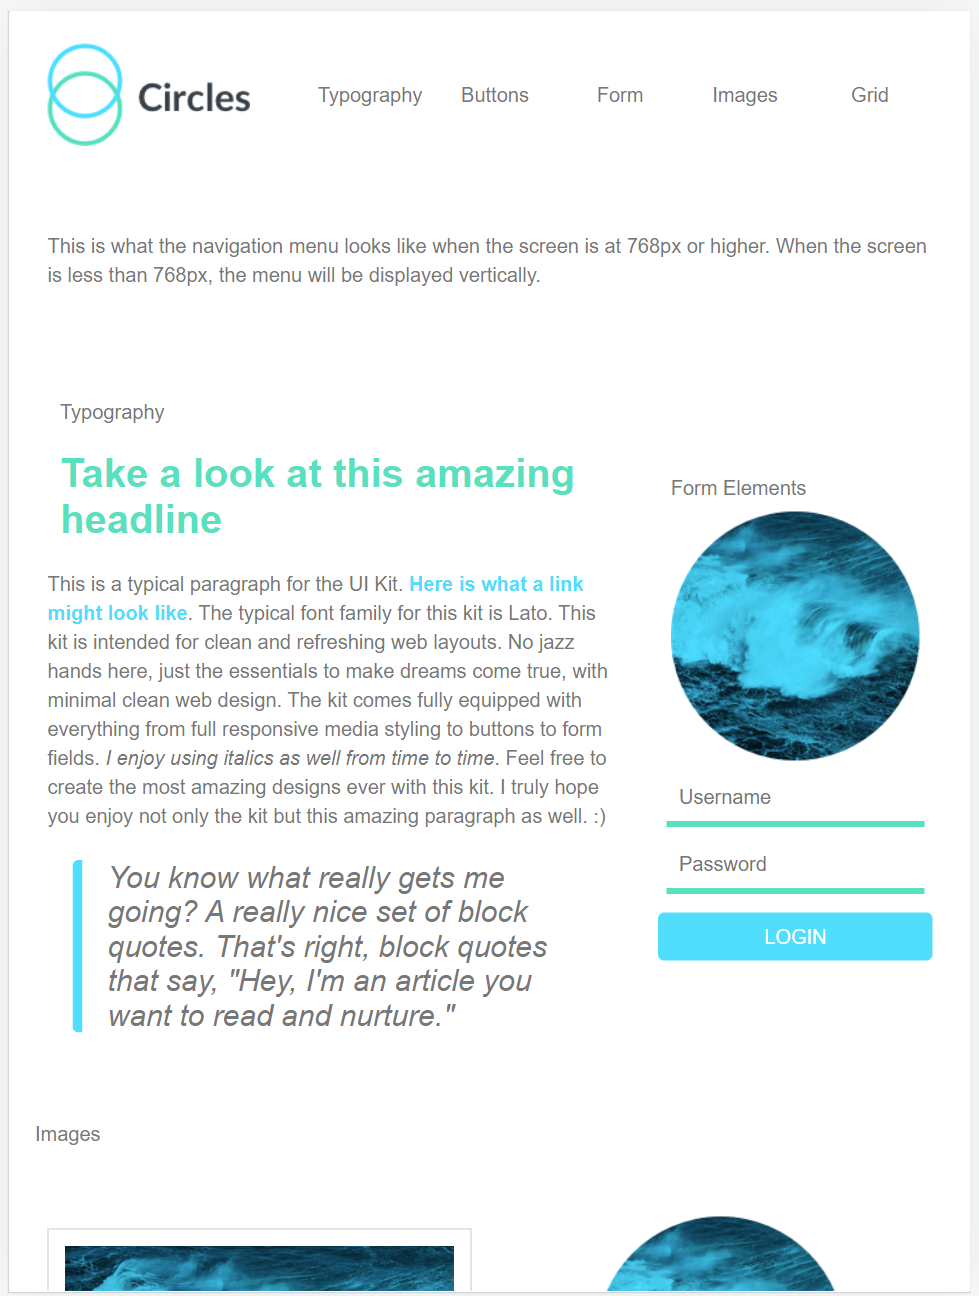 Circles
Typography
Buttons
Form
Images
Grid
This is what the navigation menu looks like when the screen is at 768px or higher. When the screen
is less than 768px, the menu will be displayed vertically.
Typography
Take a look at this amazing
headline
This is a typical paragraph for the UI Kit. Here is what a link
might look like. The typical font family for this kit is Lato. This
kit is intended for clean and refreshing web layouts. No jazz
hands here, just the essentials to make dreams come true, with
minimal clean web design. The kit comes fully equipped with
everything from full responsive media styling to buttons to form
fields. I enjoy using italics as well from time to time. Feel free to
create the most amazing designs ever with this kit. I truly hope
you enjoy not only the kit but this amazing paragraph as well. :)
You know what really gets me
going? A really nice set of block
quotes. That's right, block quotes
that say, "Hey, I'm an article you
want to read and nurture."
Form Elements
Username
Password
LOGIN
Images